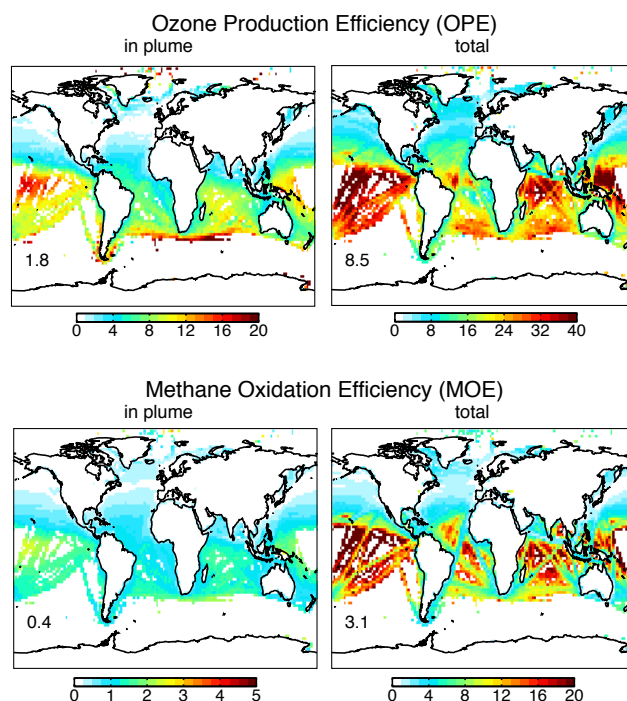 Ozone Production Efficiency (OPE)
in plume total
1.8 8.5
0 4 8 12 16 20 0 8 16 24 32 40
Methane Oxidation Efficiency (MOE)
in plume total
0.4 3.1
0 1 2 3 4 5 0 4 8 12 16 20